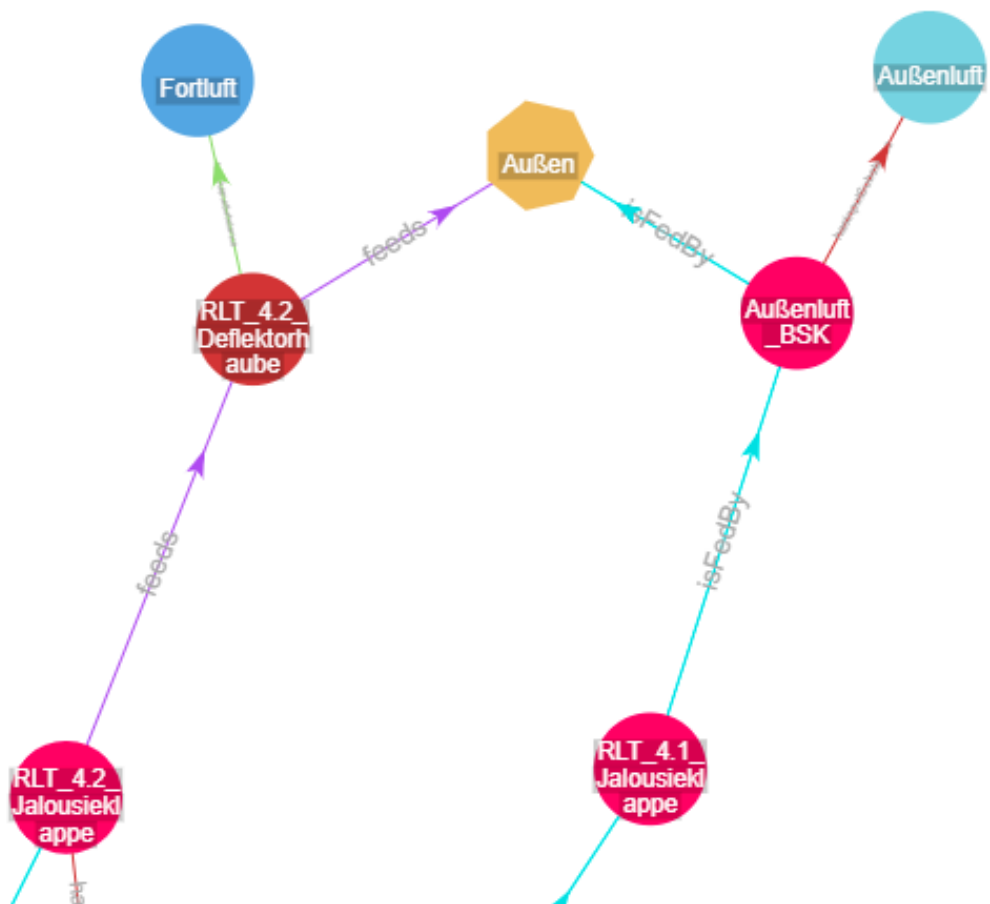 Fortluft
Außenluft
Außen
feeds
isFedBy
RLT_4.2_
Deflektorh
aube
Außenluft
_BSK
feeds
isFedBy
RLT_4.2_
Jalousiekl
appe
RLT_4.1_
Jalousiekl
appe